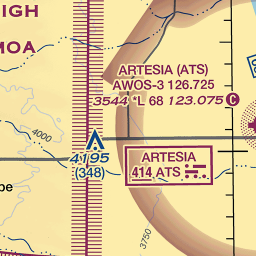 IGH
MOA
ARTESIA (ATS)
AWOS-3 126.725
3544 *L 68 123.075 C
4000
4195
(348)
ARTESIA
414 ATS
pe
3750